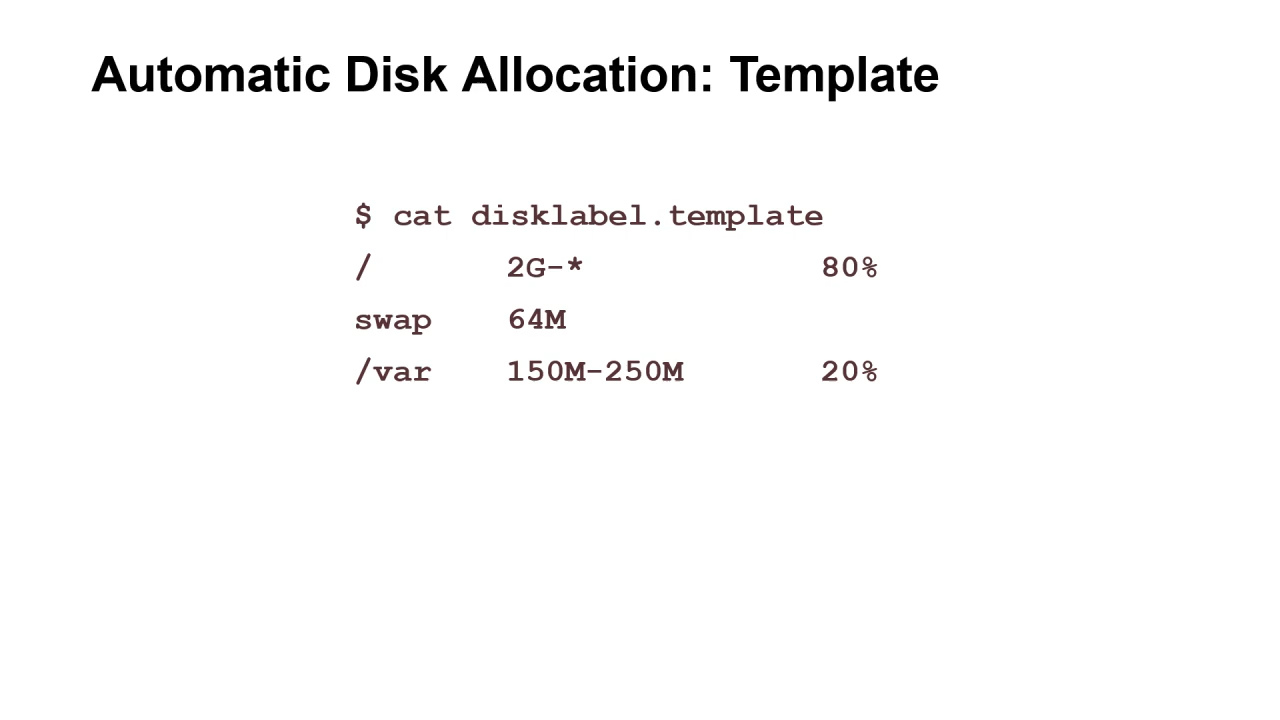 Automatic Disk Allocation: Template
$ cat disklabel.template
/ 2G-* 80%
swap 64M
/var 150M-250M 20%